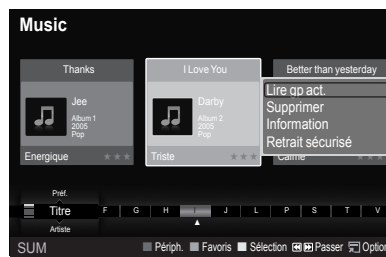 Music
Thanks
I Love You
Better than yesterday
Jee
Album 1
2005
Pop
Darby
Album 2
2005
Pop
Lire gp act.
Supprimer
Information
Retrait sécurisé
Energique
Triste
Calme
Préf.
Titre F G H I J L P S T V
Artiste
SUM Périph. Favoris Sélection Passer Option